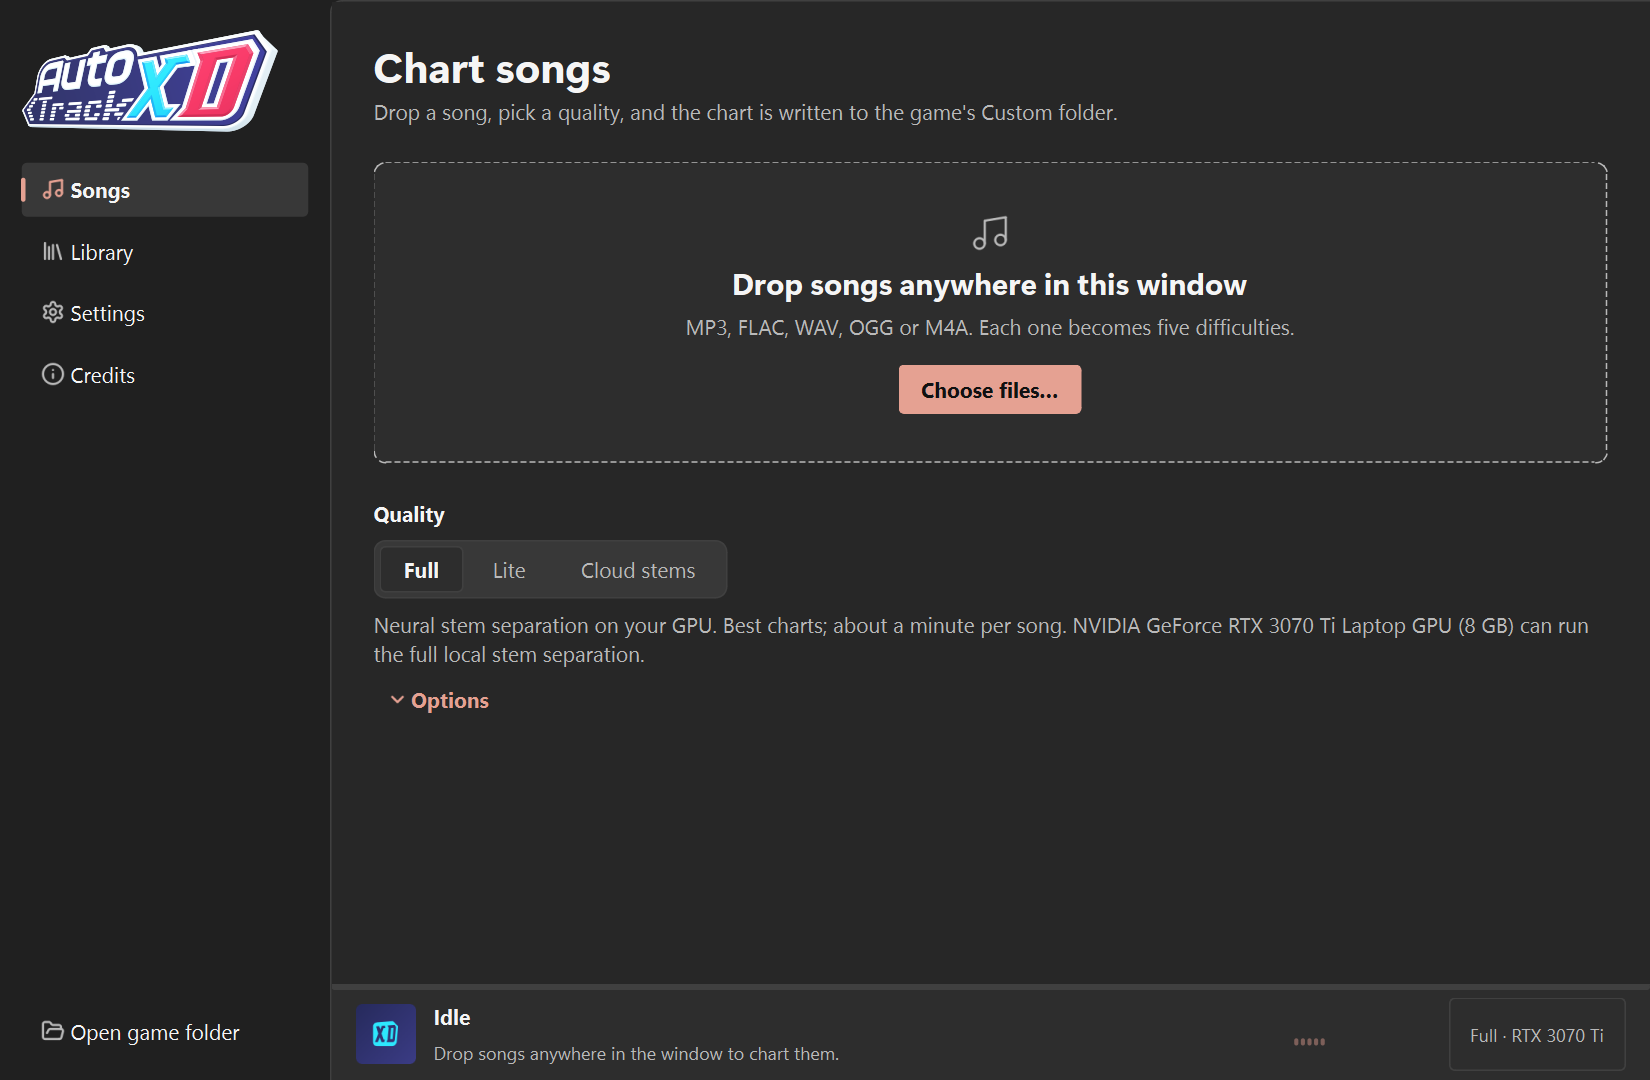 Auto
Track XD
Songs
Library
Settings
Credits
Open game folder
Chart songs
Drop a song, pick a quality, and the chart is written to the game's Custom folder.
Drop songs anywhere in this window
MP3, FLAC, WAV, OGG or M4A. Each one becomes five difficulties.
Choose files...
Quality
Full
Lite
Cloud stems
Neural stem separation on your GPU. Best charts; about a minute per song. NVIDIA GeForce RTX 3070 Ti Laptop GPU (8 GB) can run
the full local stem separation.
Options
XD
Idle
Drop songs anywhere in the window to chart them.
Full · RTX 3070 Ti